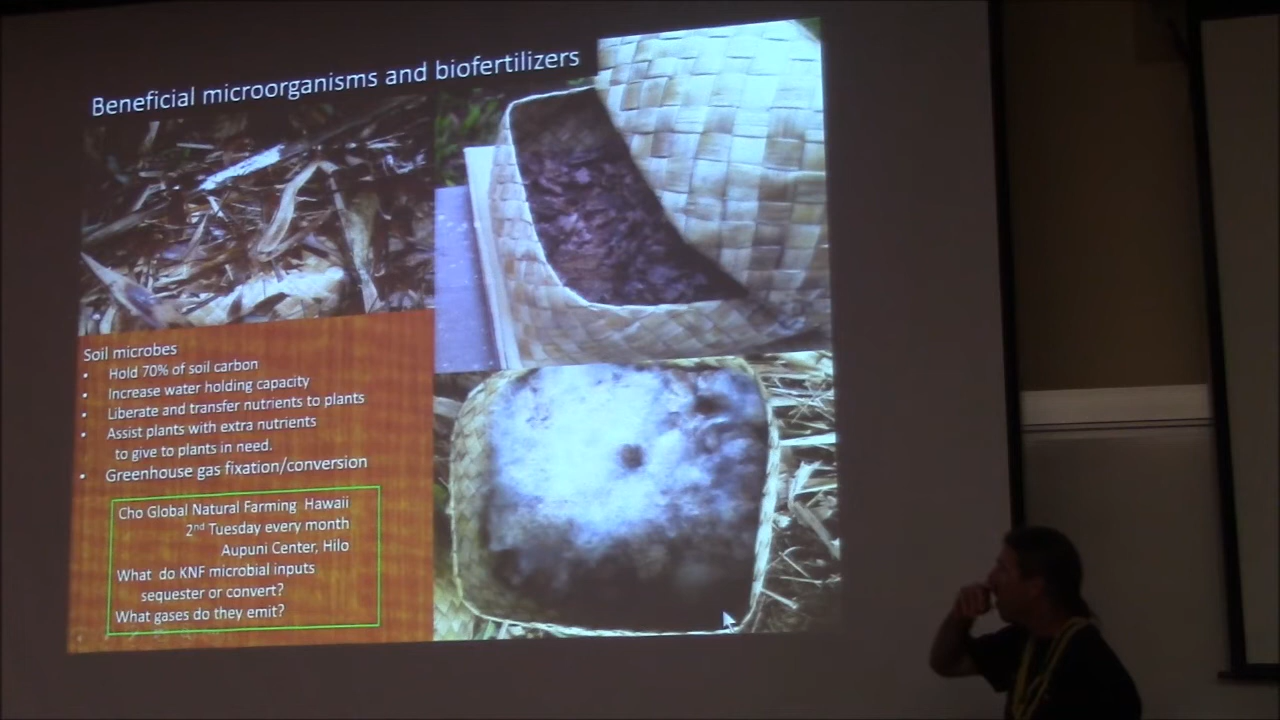 Beneficial microorganisms and biofertilizers
Soil microbes
• Hold 70% of soil carbon
• Increase water holding capacity
• Liberate and transfer nutrients to plants
• Assist plants with extra nutrients
to give to plants in need.
• Greenhouse gas fixation/conversion
Cho Global Natural Farming Hawaii
2nd Tuesday every month
Aupuni Center, Hilo
What do KNF microbial inputs
sequester or convert?
What gases do they emit?